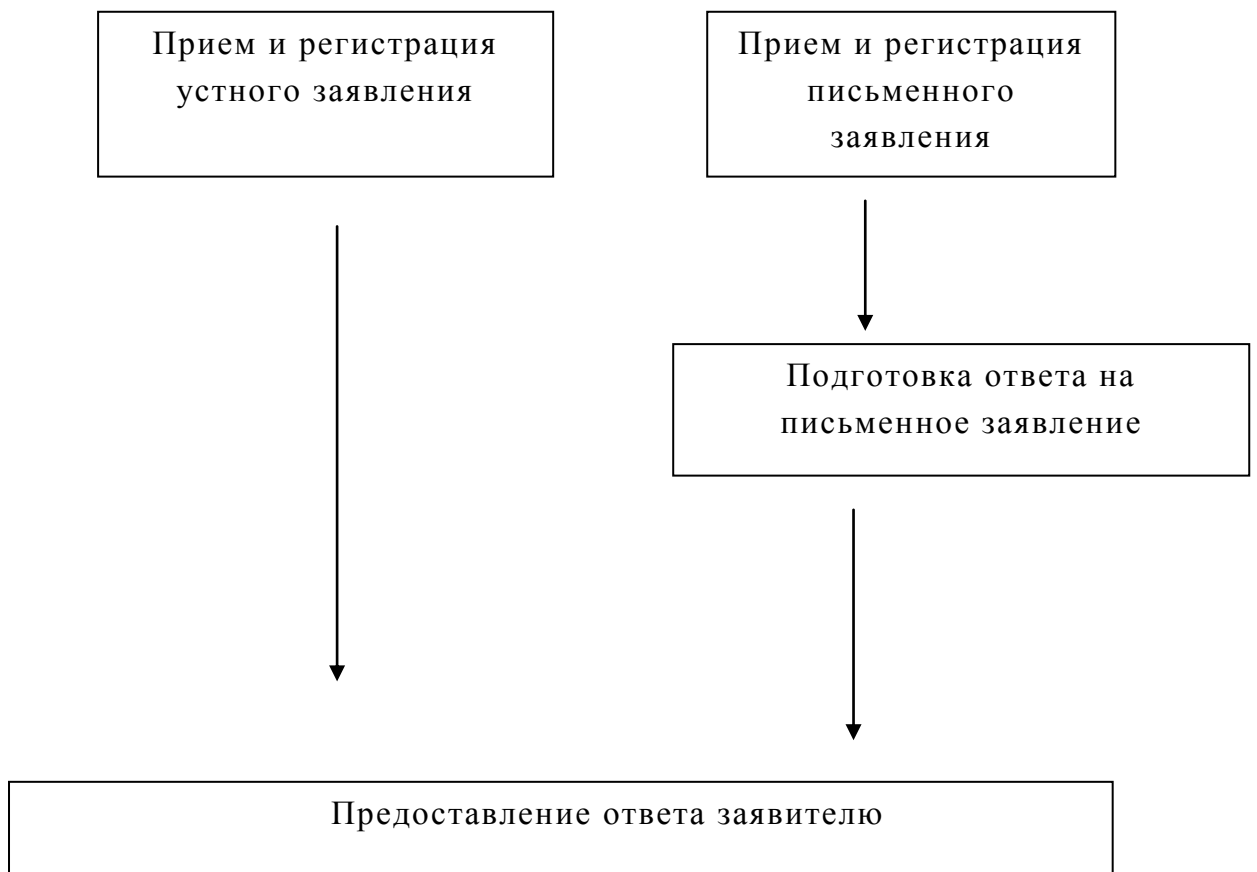 Прием и регистрация
устного заявления
Прием и регистрация
письменного
заявления
Подготовка ответа на
письменное заявление
Предоставление ответа заявителю